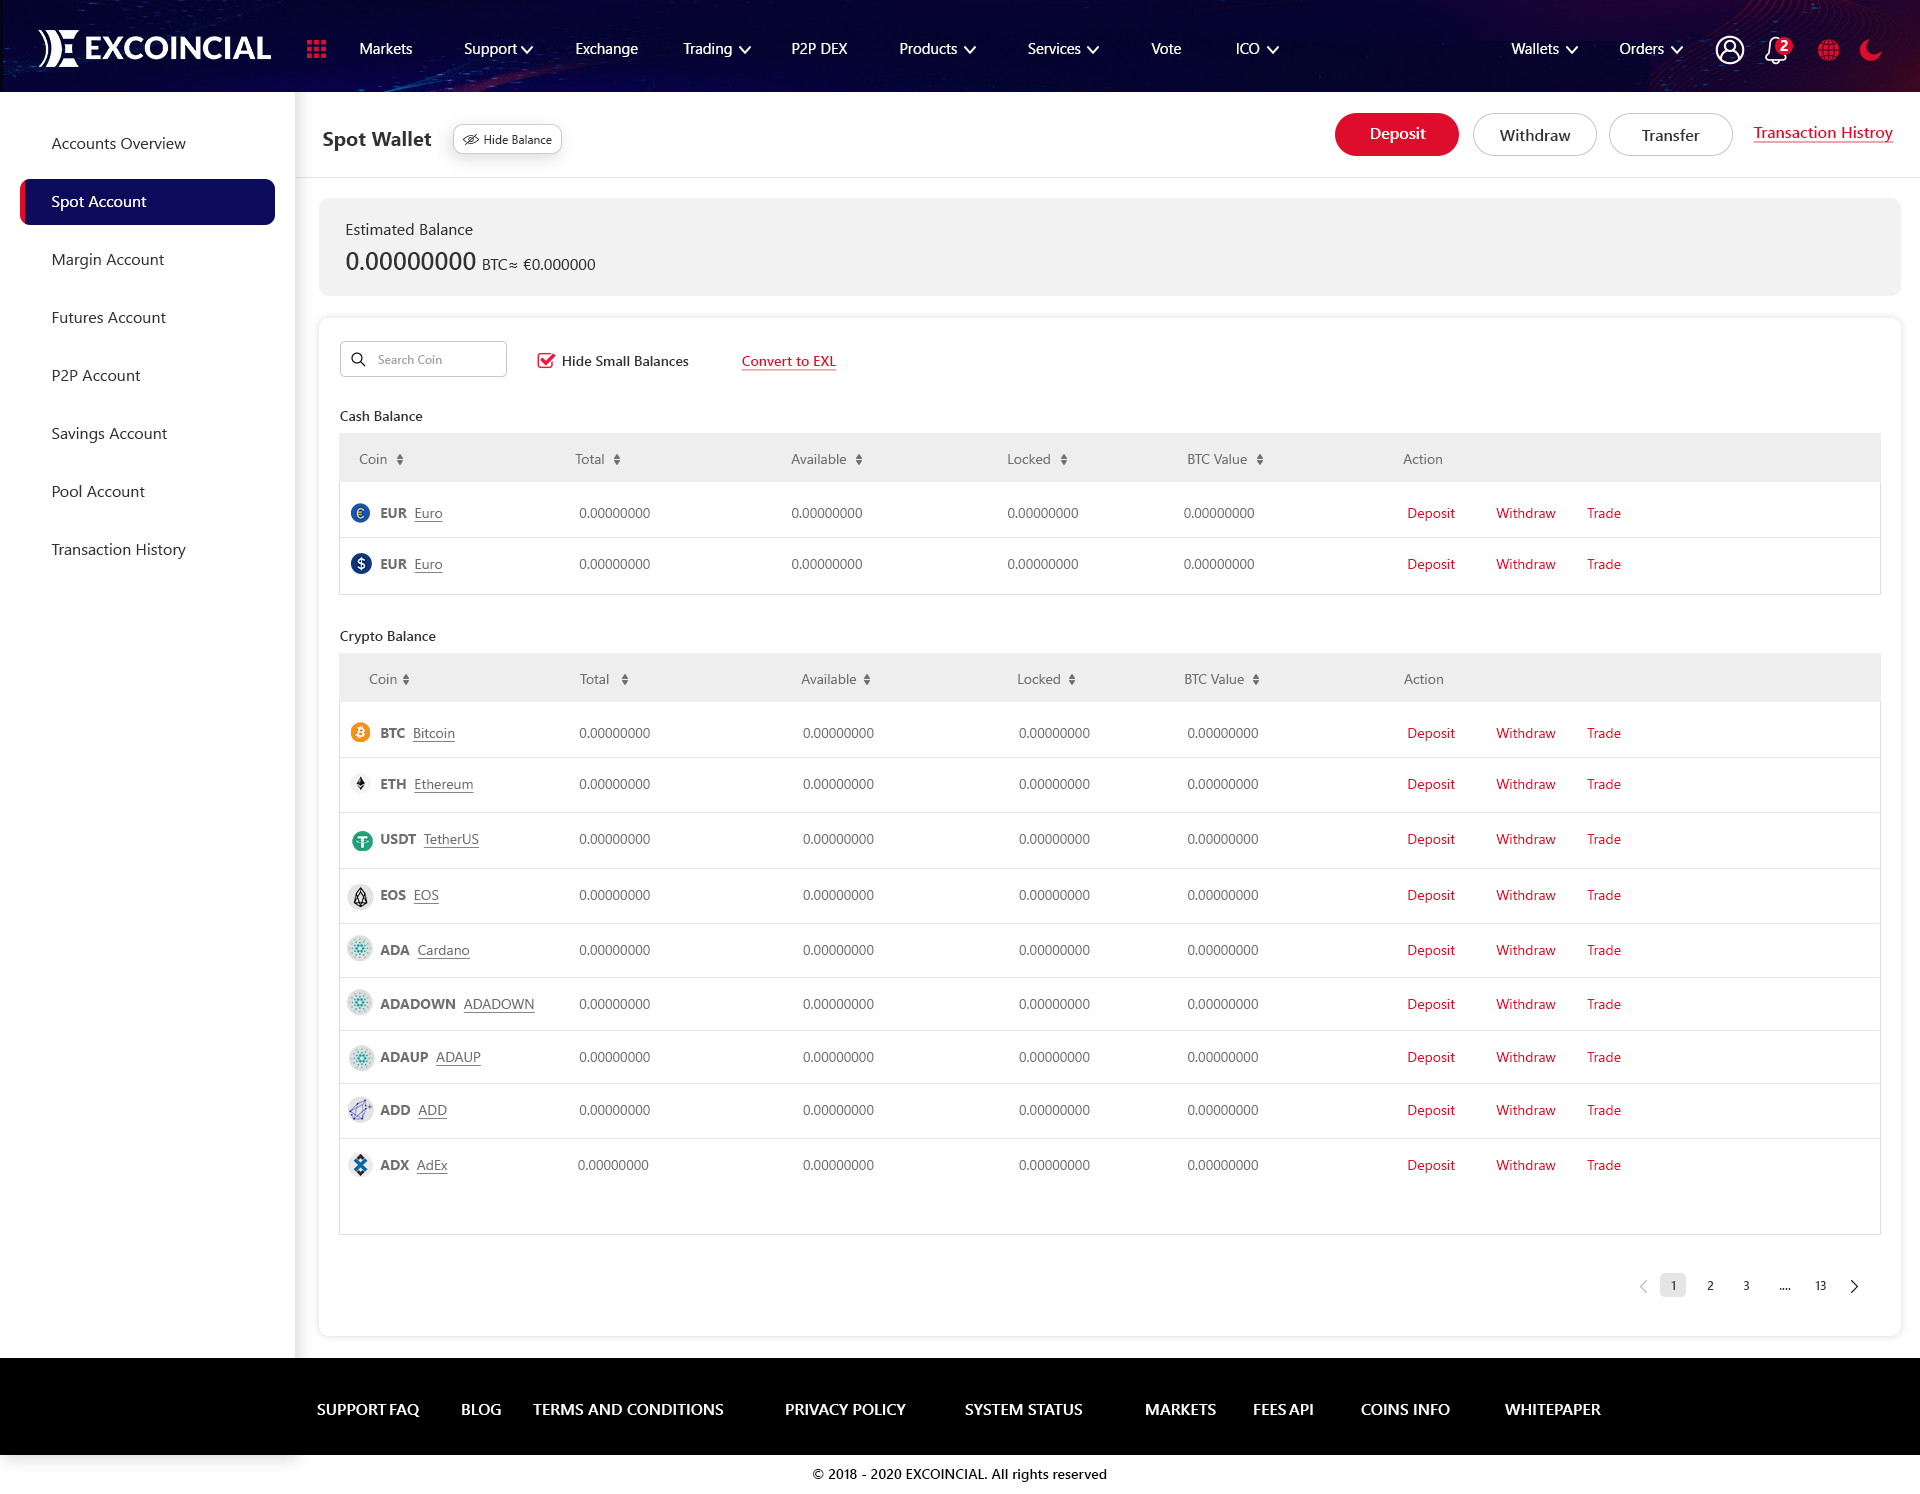 EXCOINCIAL Markets Support Exchange Trading P2P DEX Products Services Vote ICO Wallets Orders 2
Accounts Overview
Spot Account
Margin Account
Futures Account
P2P Account
Savings Account
Pool Account
Transaction History
Spot Wallet Hide Balance Deposit Withdraw Transfer Transaction Histroy
Estimated Balance
0.00000000 BTC≈ €0.000000
Search Coin Hide Small Balances Convert to EXL
Cash Balance
Coin Total Available Locked BTC Value Action
€ EUR Euro 0.00000000 0.00000000 0.00000000 0.00000000 Deposit Withdraw Trade
$ EUR Euro 0.00000000 0.00000000 0.00000000 0.00000000 Deposit Withdraw Trade
Crypto Balance
Coin Total Available Locked BTC Value Action
BTC Bitcoin 0.00000000 0.00000000 0.00000000 0.00000000 Deposit Withdraw Trade
ETH Ethereum 0.00000000 0.00000000 0.00000000 0.00000000 Deposit Withdraw Trade
USDT TetherUS 0.00000000 0.00000000 0.00000000 0.00000000 Deposit Withdraw Trade
EOS EOS 0.00000000 0.00000000 0.00000000 0.00000000 Deposit Withdraw Trade
ADA Cardano 0.00000000 0.00000000 0.00000000 0.00000000 Deposit Withdraw Trade
ADADOWN ADADOWN 0.00000000 0.00000000 0.00000000 0.00000000 Deposit Withdraw Trade
ADAUP ADAUP 0.00000000 0.00000000 0.00000000 0.00000000 Deposit Withdraw Trade
ADD ADD 0.00000000 0.00000000 0.00000000 0.00000000 Deposit Withdraw Trade
ADX AdEx 0.00000000 0.00000000 0.00000000 0.00000000 Deposit Withdraw Trade
1 2 3 .... 13
SUPPORT FAQ BLOG TERMS AND CONDITIONS PRIVACY POLICY SYSTEM STATUS MARKETS FEES API COINS INFO WHITEPAPER
© 2018 - 2020 EXCOINCIAL. All rights reserved